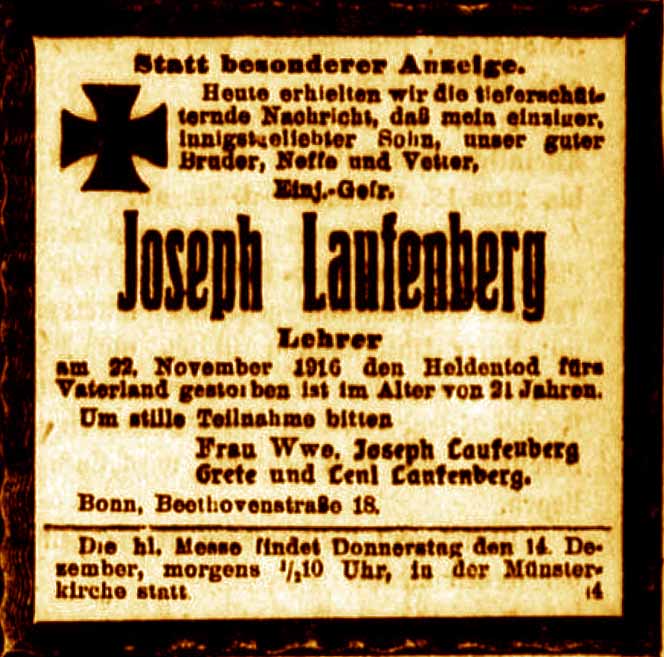 Statt besonderer Anzeige.
Heute erhielten wir die tieferschüt-
ternde Nachricht, daß mein einziger,
innigstgeliebter Sohn, unser guter
Bruder, Neffe und Vetter,
Einj.-Gefr.
Joseph Laufenberg
Lehrer
am 22. November 1916 den Heldentod fürs
Vaterland gestorben ist im Alter von 21 Jahren.
Um stille Teilnahme bitten
Frau Wwe. Joseph Laufenberg
Grete und Leni Laufenberg.
Bonn, Beethovenstraße 18.
Die hl. Messe findet Donnerstag den 14. De-
zember, morgens ½10 Uhr, in der Münster-
kirche statt
14